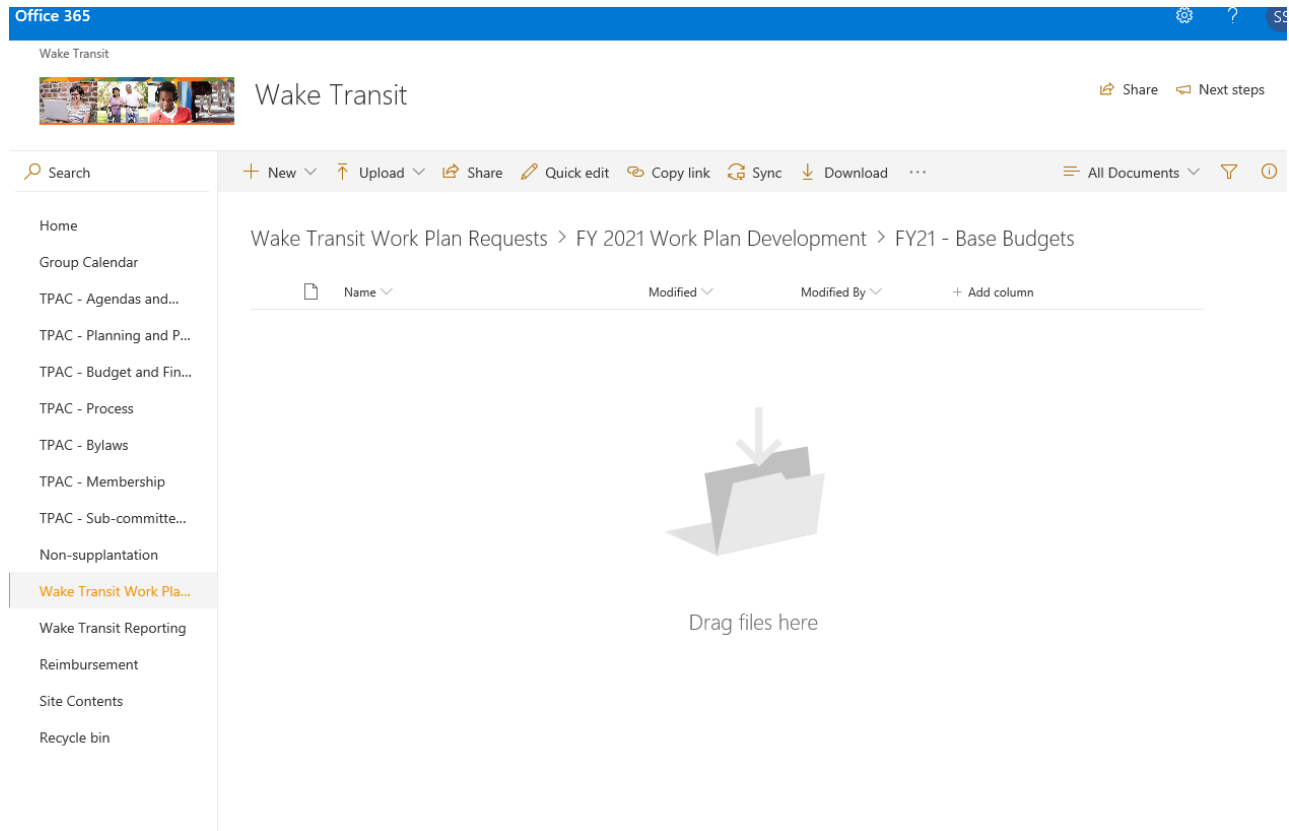 Office 365
? SS
Wake Transit
Wake Transit
Share Next steps
Search
New Upload Share Quick edit Copy link Sync Download ··· All Documents
Home
Group Calendar
TPAC - Agendas and...
TPAC - Planning and P...
TPAC - Budget and Fin...
TPAC - Process
TPAC - Bylaws
TPAC - Membership
TPAC - Sub-committe...
Non-supplantation
Wake Transit Work Pla...
Wake Transit Reporting
Reimbursement
Site Contents
Recycle bin
Wake Transit Work Plan Requests > FY 2021 Work Plan Development > FY21 - Base Budgets
Name Modified Modified By + Add column
Drag files here